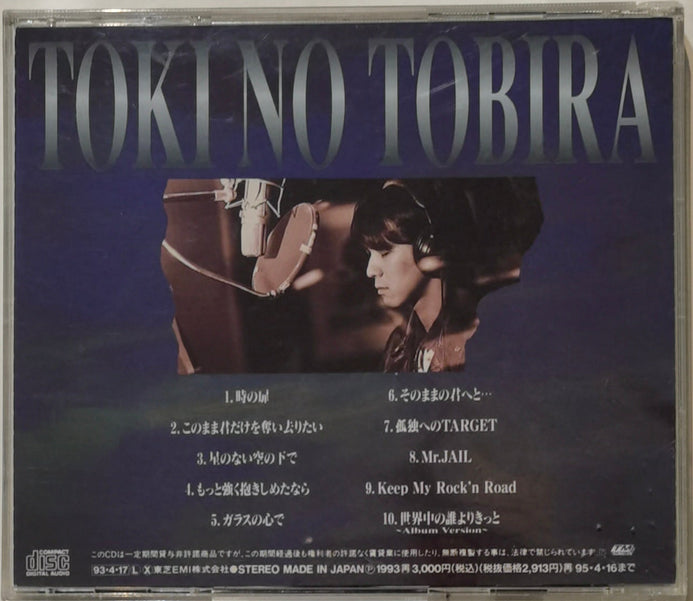 TOKI NO TOBIRA
1. 時の扉
2. このまま君だけを奪い去りたい
3. 星のない空の下で
4. もっと強く抱きしめたなら
5. ガラスの心で
6. そのままの君へと…
7. 孤独へのTARGET
8. Mr.JAIL
9. Keep My Rock'n Road
10. 世界中の誰よりきっと
~Album Version~
このCDは一定期間貸与非許諾商品ですが、この期間経過後も権利者の許諾なく賃貸業に使用したり、無断複製する事は、法律で禁じられています
COMPACT
disc
DIGITAL AUDIO
93・4・17 L X 東芝EMI株式会社●STEREO MADE IN JAPAN Ⓟ1993再3,000円(税込)(税抜価格2,913円)再95・4・16まで